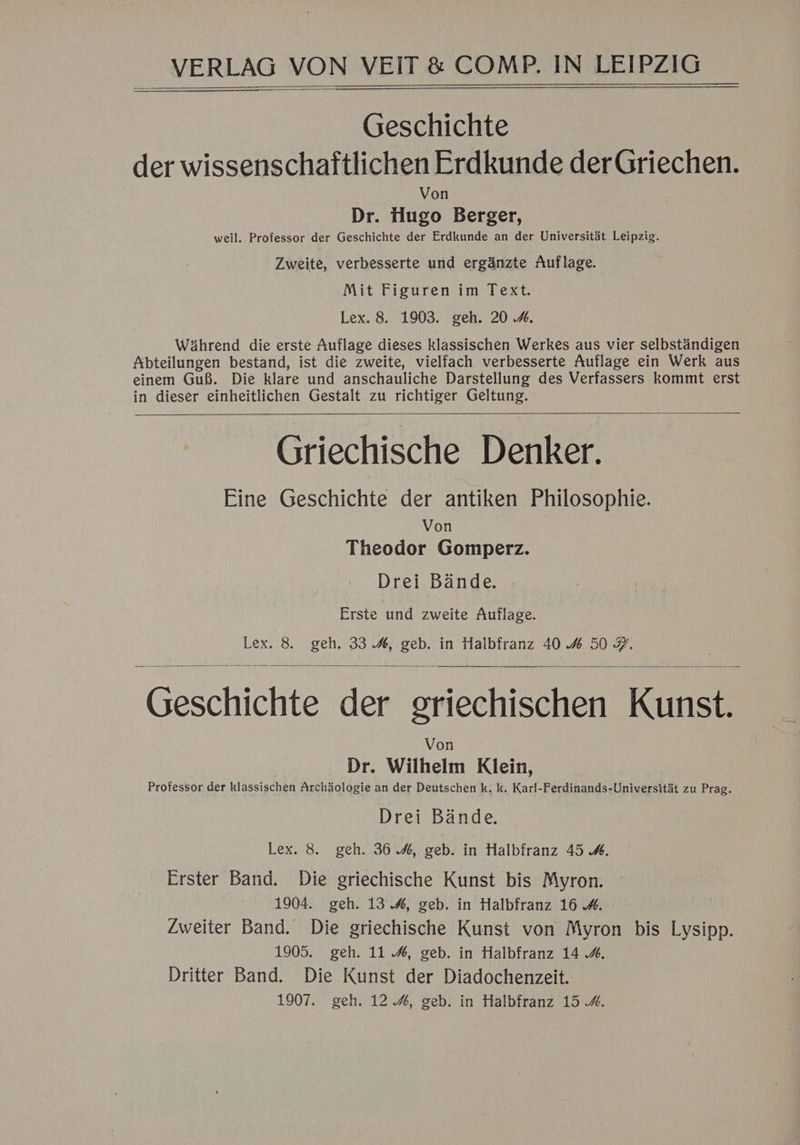 VERLAG VON VEIT & COMP. IN LEIPZIG
Geschichte
der wissenschaftlichen Erdkunde der Griechen.
Von
Dr. Hugo Berger,
weil. Professor der Geschichte der Erdkunde an der Universität Leipzig.
Zweite, verbesserte und ergänzte Auflage.
Mit Figuren im Text.
Lex. 8. 1903. geh. 20 ℳ.
Während die erste Auflage dieses klassischen Werkes aus vier selbständigen
Abteilungen bestand, ist die zweite, vielfach verbesserte Auflage ein Werk aus
einem Guß. Die klare und anschauliche Darstellung des Verfassers kommt erst
in dieser einheitlichen Gestalt zu richtiger Geltung.
Griechische Denker.
Eine Geschichte der antiken Philosophie.
Von
Theodor Gomperz.
Drei Bände.
Erste und zweite Auflage.
Lex. 8. geh. 33 ℳ, geb. in Halbfranz 40 ℳ 50 ₰.
Geschichte der griechischen Kunst.
Von
Dr. Wilhelm Klein,
Professor der klassischen Archäologie an der Deutschen k. k. Karl-Ferdinands-Universität zu Prag.
Drei Bände.
Lex. 8. geh. 36 ℳ, geb. in Halbfranz 45 ℳ.
Erster Band. Die griechische Kunst bis Myron.
1904. geh. 13 ℳ, geb. in Halbfranz 16 ℳ.
Zweiter Band. Die griechische Kunst von Myron bis Lysipp.
1905. geh. 11 ℳ, geb. in Halbfranz 14 ℳ.
Dritter Band. Die Kunst der Diadochenzeit.
1907. geh. 12 ℳ, geb. in Halbfranz 15 ℳ.